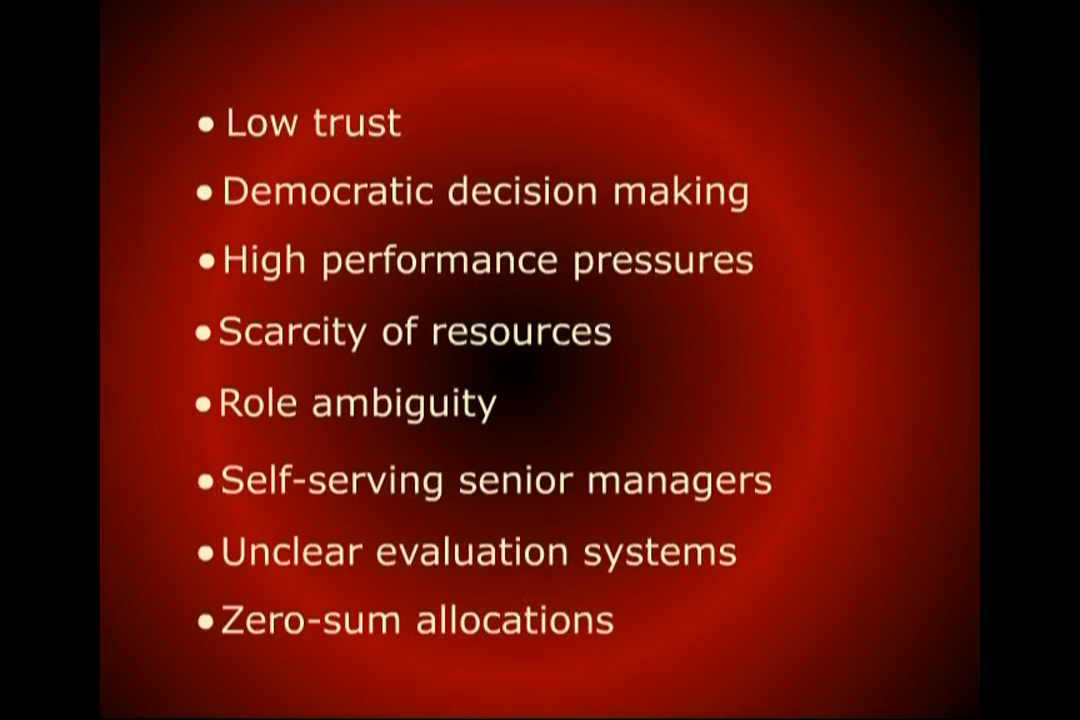 • Low trust
• Democratic decision making
• High performance pressures
• Scarcity of resources
• Role ambiguity
• Self-serving senior managers
• Unclear evaluation systems
• Zero-sum allocations